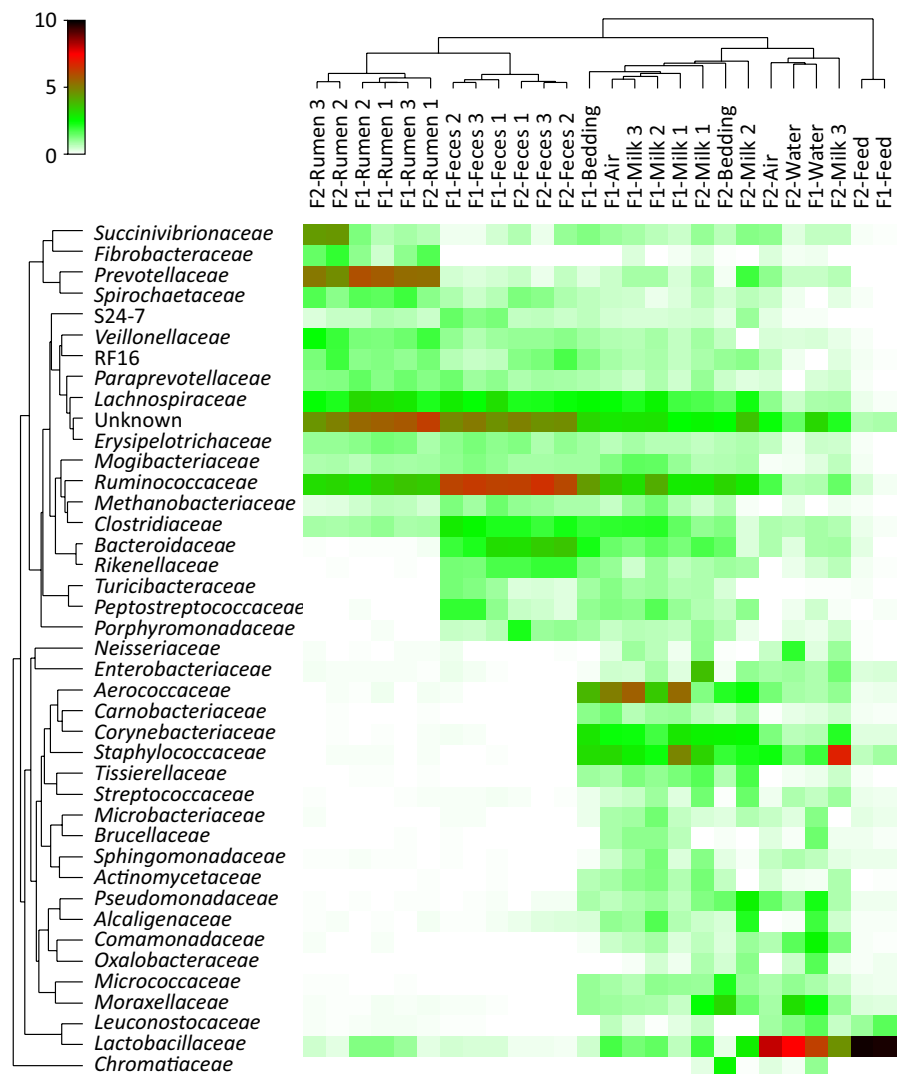 10
5
0
F2-Rumen 3
F2-Rumen 2
F1-Rumen 2
F1-Rumen 1
F1-Rumen 3
F2-Rumen 1
F1-Feces 2
F1-Feces 3
F1-Feces 1
F2-Feces 1
F2-Feces 3
F2-Feces 2
F1-Bedding
F1-Air
F1-Milk 3
F1-Milk 2
F1-Milk 1
F2-Milk 1
F2-Bedding
F2-Milk 2
F2-Air
F2-Water
F1-Water
F2-Milk 3
F2-Feed
F1-Feed
Succinivibrionaceae
Fibrobacteraceae
Prevotellaceae
Spirochaetaceae
S24-7
Veillonellaceae
RF16
Paraprevotellaceae
Lachnospiraceae
Unknown
Erysipelotrichaceae
Mogibacteriaceae
Ruminococcaceae
Methanobacteriaceae
Clostridiaceae
Bacteroidaceae
Rikenellaceae
Turicibacteraceae
Peptostreptococcaceae
Porphyromonadaceae
Neisseriaceae
Enterobacteriaceae
Aerococcaceae
Carnobacteriaceae
Corynebacteriaceae
Staphylococcaceae
Tissierellaceae
Streptococcaceae
Microbacteriaceae
Brucellaceae
Sphingomonadaceae
Actinomycetaceae
Pseudomonadaceae
Alcaligenaceae
Comamonadaceae
Oxalobacteraceae
Micrococcaceae
Moraxellaceae
Leuconostocaceae
Lactobacillaceae
Chromatiaceae